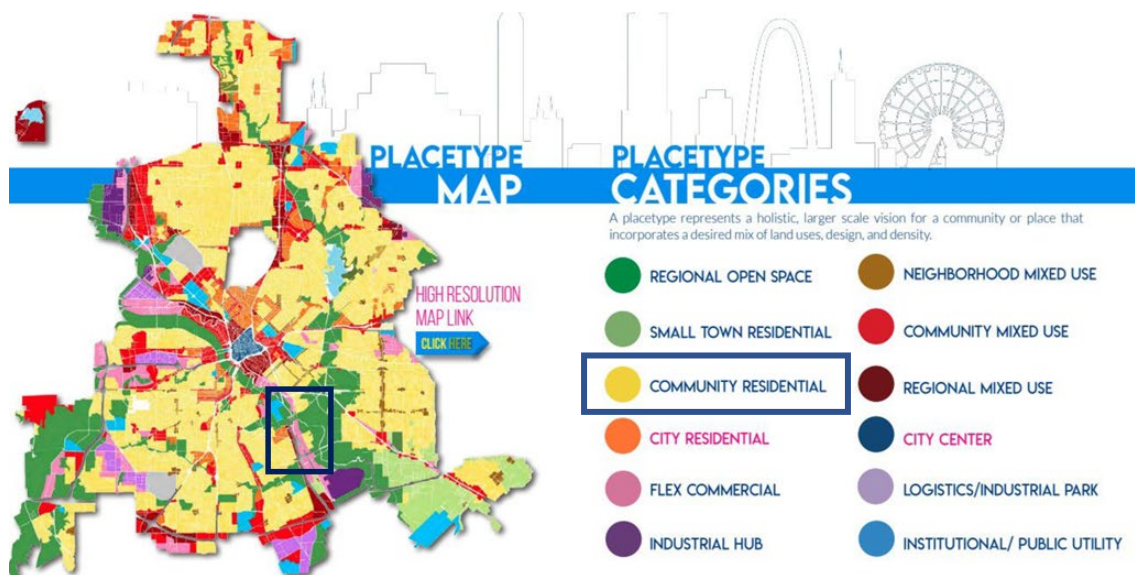 PLACETYPE
MAP
HIGH RESOLUTION
MAP LINK
CLICK HERE
PLACETYPE
CATEGORIES
A placetype represents a holistic, larger scale vision for a community or place that
incorporates a desired mix of land uses, design, and density.
REGIONAL OPEN SPACE
SMALL TOWN RESIDENTIAL
COMMUNITY RESIDENTIAL
CITY RESIDENTIAL
FLEX COMMERCIAL
INDUSTRIAL HUB
NEIGHBORHOOD MIXED USE
COMMUNITY MIXED USE
REGIONAL MIXED USE
CITY CENTER
LOGISTICS/INDUSTRIAL PARK
INSTITUTIONAL/ PUBLIC UTILITY